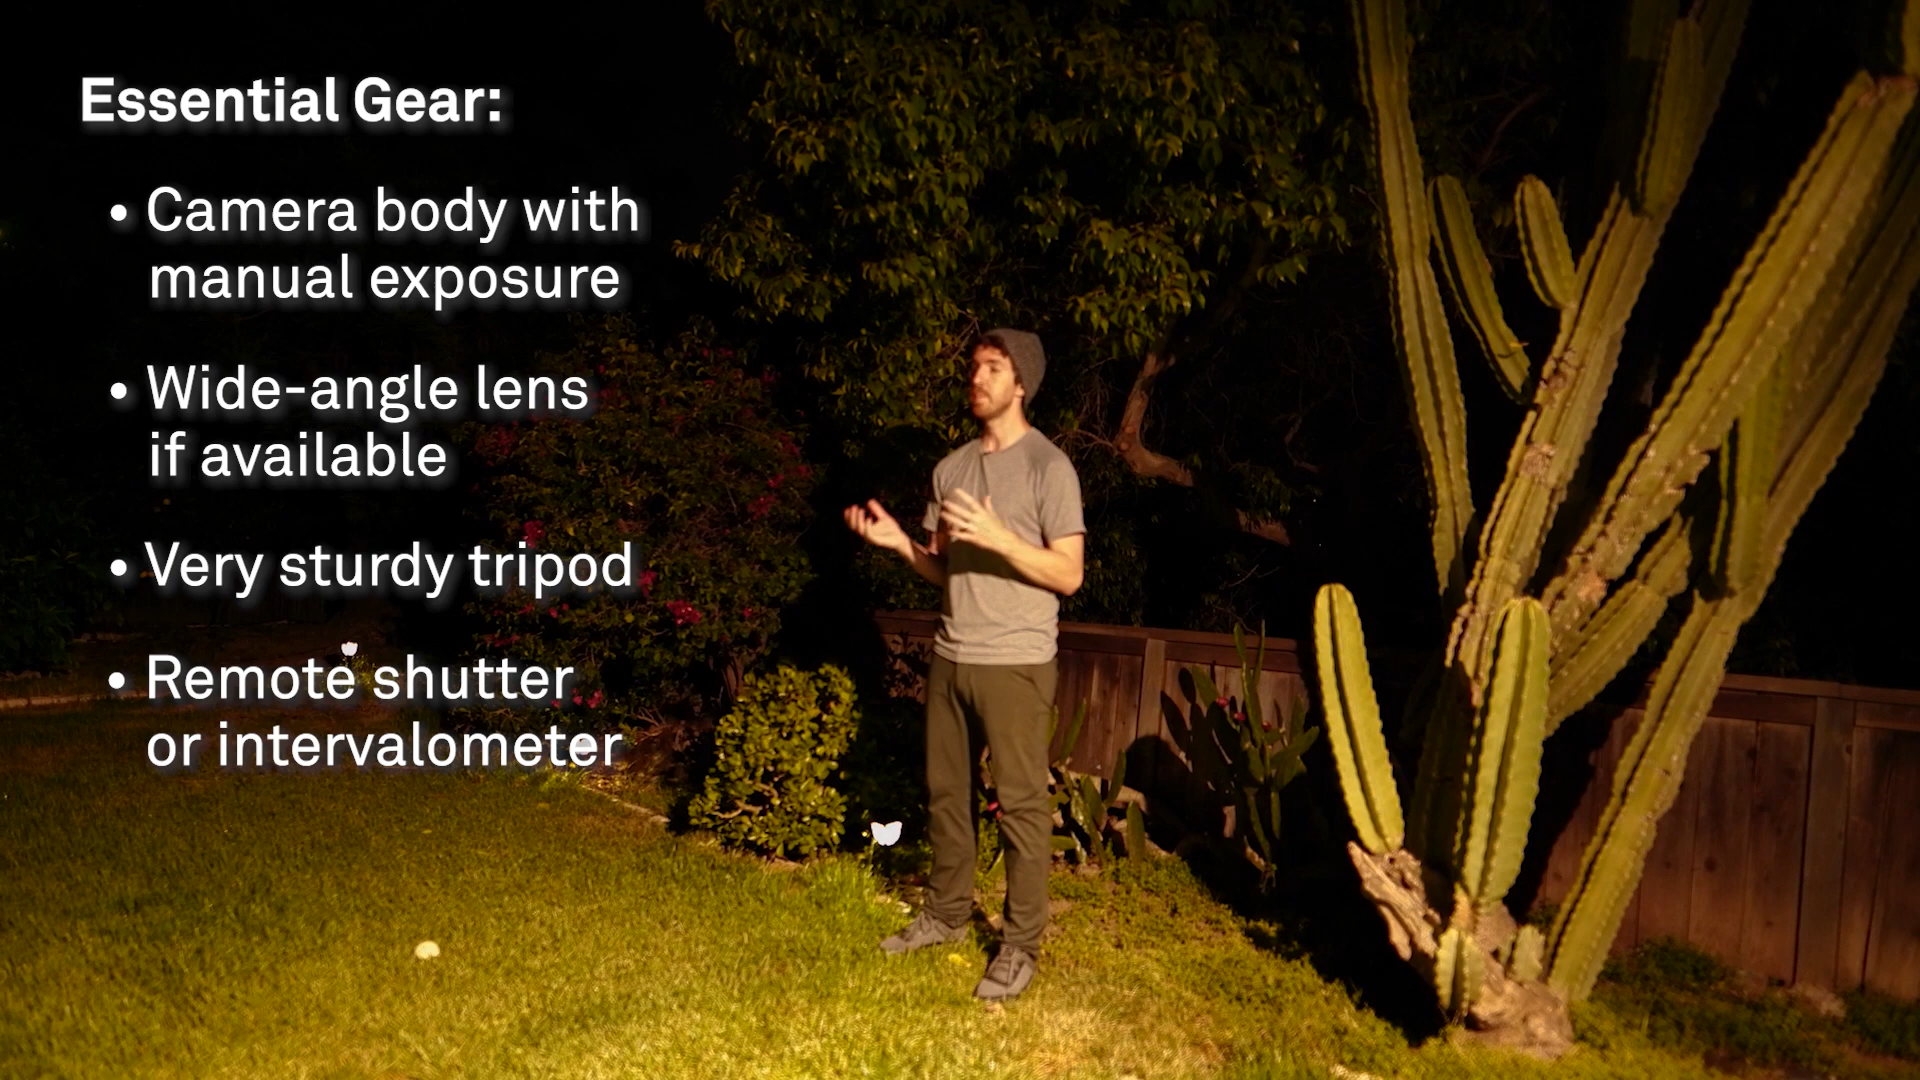 Essential Gear:
• Camera body with
manual exposure
• Wide-angle lens
if available
• Very sturdy tripod
• Remote shutter
or intervalometer